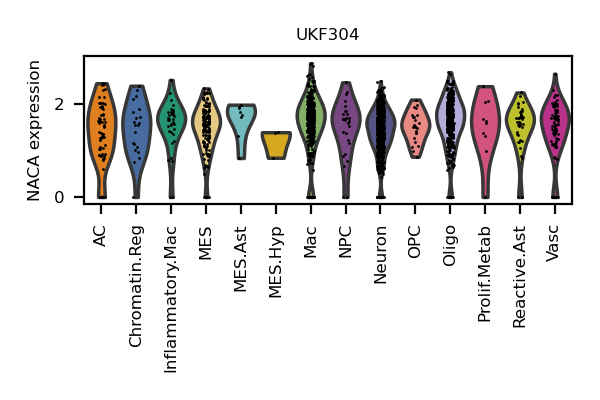 UKF304
NACA expression
2
0
AC
Chromatin.Reg
Inflammatory.Mac
MES
MES.Ast
MES.Hyp
Mac
NPC
Neuron
OPC
Oligo
Prolif.Metab
Reactive.Ast
Vasc